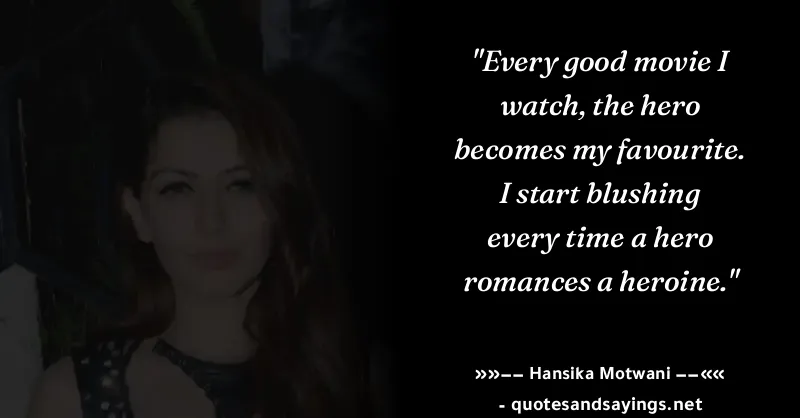 "Every good movie I
watch, the hero
becomes my favourite.
I start blushing
every time a hero
romances a heroine."
»»−− Hansika Motwani −−««
- quotesandsayings.net